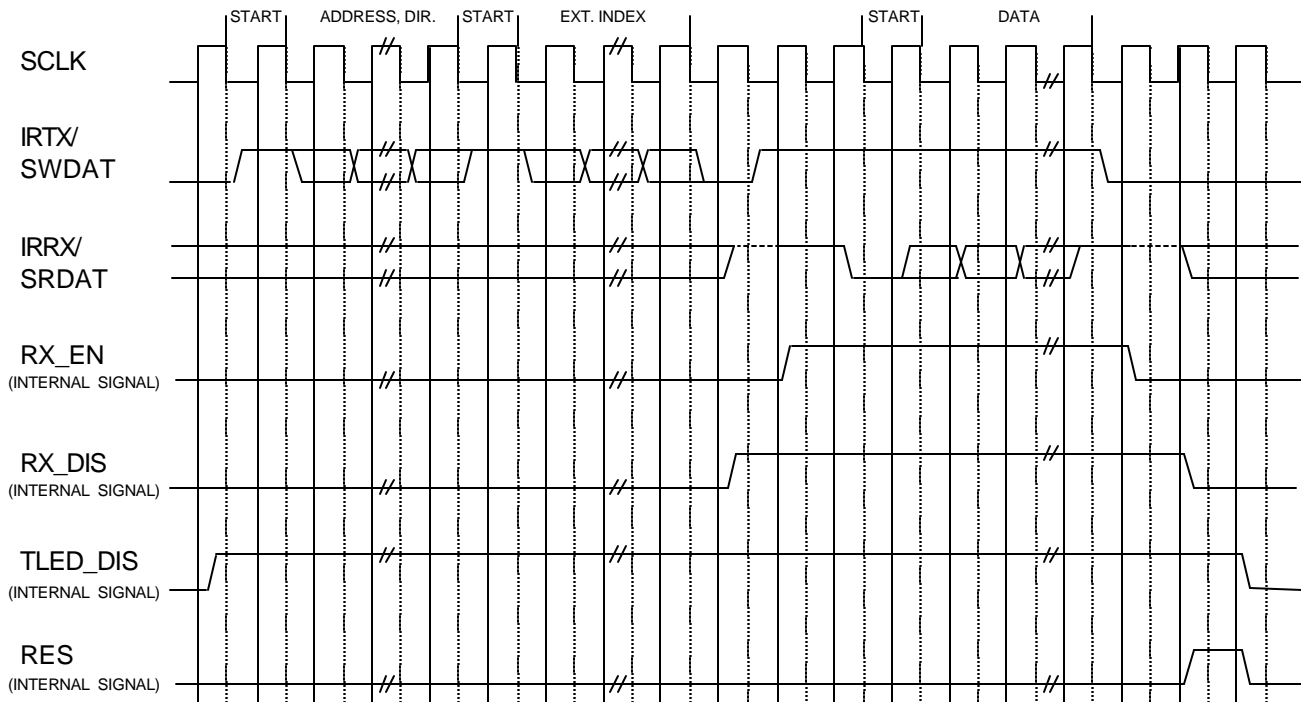 START ADDRESS, DIR. START EXT. INDEX START DATA
SCLK
IRTX/
SWDAT
IRRX/
SRDAT
RX_EN
(INTERNAL SIGNAL)
RX_DIS
(INTERNAL SIGNAL)
TLED_DIS
(INTERNAL SIGNAL)
RES
(INTERNAL SIGNAL)